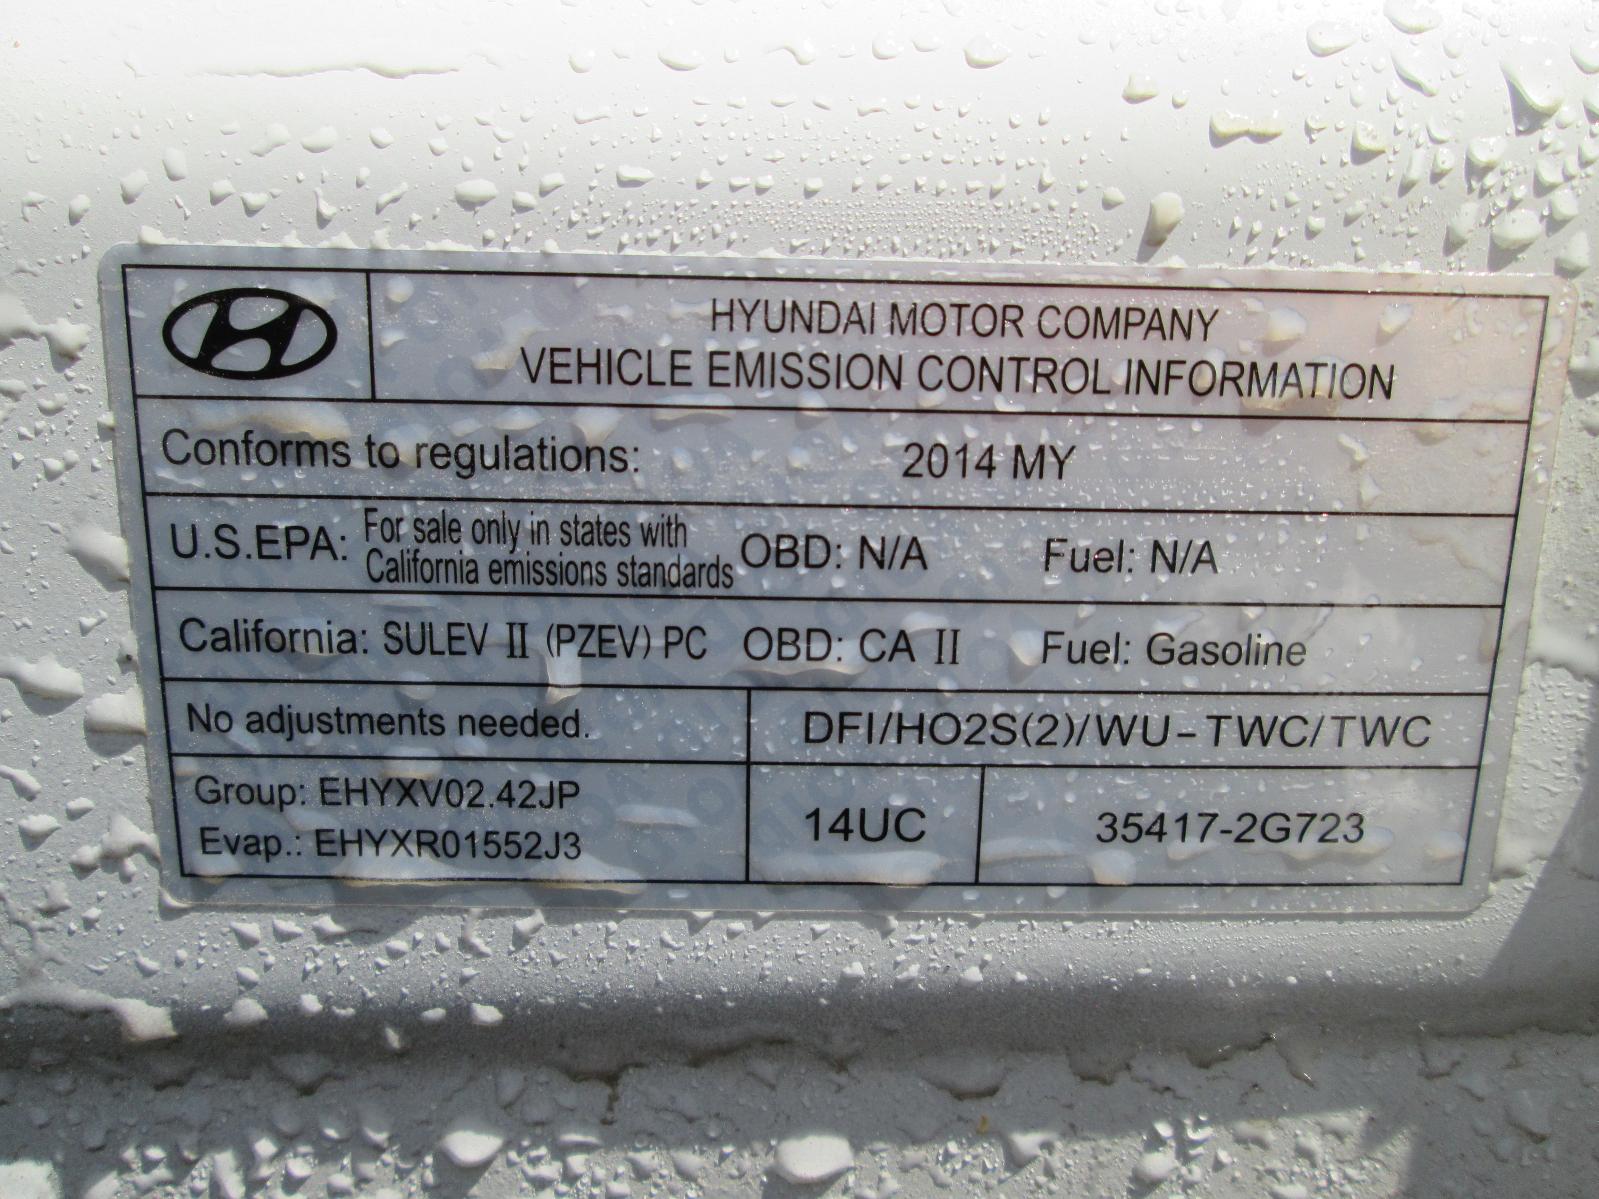 HYUNDAI MOTOR COMPANY
VEHICLE EMISSION CONTROL INFORMATION
Conforms to regulations: 2014 MY
U.S.EPA: For sale only in states with California emissions standards OBD: N/A Fuel: N/A
California: SULEV II (PZEV) PC OBD: CA II Fuel: Gasoline
No adjustments needed. DFI/HO2S(2)/WU-TWC/TWC
Group: EHYXV02.42JP
Evap.: EHYXR01552J3
14UC 35417-2G723